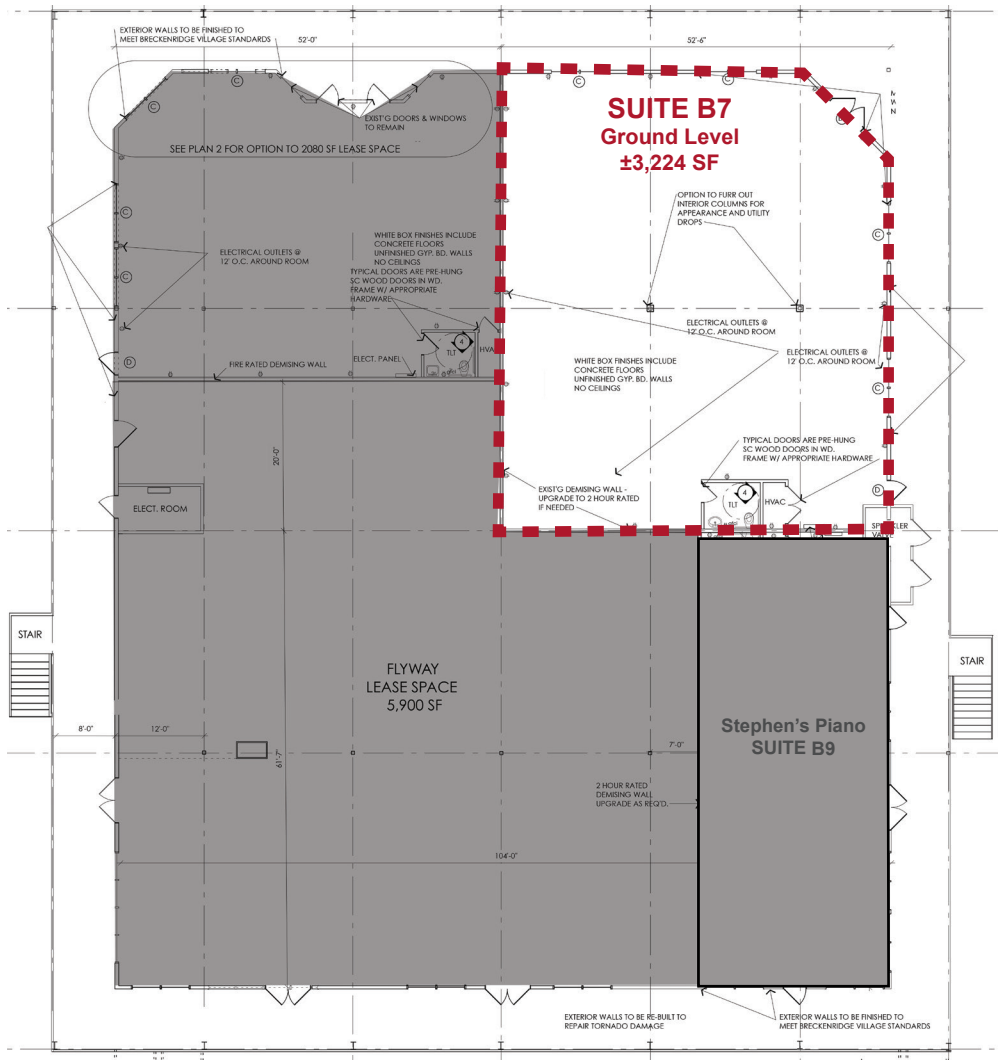 EXTERIOR WALLS TO BE FINISHED TO
MEET BRECKENRIDGE VILLAGE STANDARDS
52'-0"
52'-6"
C
C
C
C
EXIST'G DOORS & WINDOWS
TO REMAIN
SEE PLAN 2 FOR OPTION TO 2080 SF LEASE SPACE
SUITE B7
Ground Level
±3,224 SF
M
W
N
OPTION TO FURR OUT
INTERIOR COLUMNS FOR
APPEARANCE AND UTILITY
DROPS
C
C
C
ELECTRICAL OUTLETS @
12' O.C. AROUND ROOM
WHITE BOX FINISHES INCLUDE
CONCRETE FLOORS
UNFINISHED GYP. BD. WALLS
NO CEILINGS
TYPICAL DOORS ARE PRE-HUNG
SC WOOD DOORS IN WD.
FRAME W/ APPROPRIATE
HARDWARE
ELECTRICAL OUTLETS @
12' O.C. AROUND ROOM
ELECTRICAL OUTLETS @
12' O.C. AROUND ROOM
WHITE BOX FINISHES INCLUDE
CONCRETE FLOORS
UNFINISHED GYP. BD. WALLS
NO CEILINGS
4
TLT
HVA
D
FIRE RATED DEMISING WALL
ELECT. PANEL
C
20'-0"
TYPICAL DOORS ARE PRE-HUNG
SC WOOD DOORS IN WD.
FRAME W/ APPROPRIATE HARDWARE
ELECT. ROOM
EXIST'G DEMISING WALL -
UPGRADE TO 2 HOUR RATED
IF NEEDED
4
TLT
HVAC
D
STAIR
STAIR
FLYWAY
LEASE SPACE
5,900 SF
8'-0"
12'-0"
61'-7"
7'-0"
Stephen's Piano
SUITE B9
2 HOUR RATED
DEMISING WALL
UPGRADE AS REQ'D.
104'-0"
EXTERIOR WALLS TO BE RE-BUILT TO
REPAIR TORNADO DAMAGE
EXTERIOR WALLS TO BE FINISHED TO
MEET BRECKENRIDGE VILLAGE STANDARDS